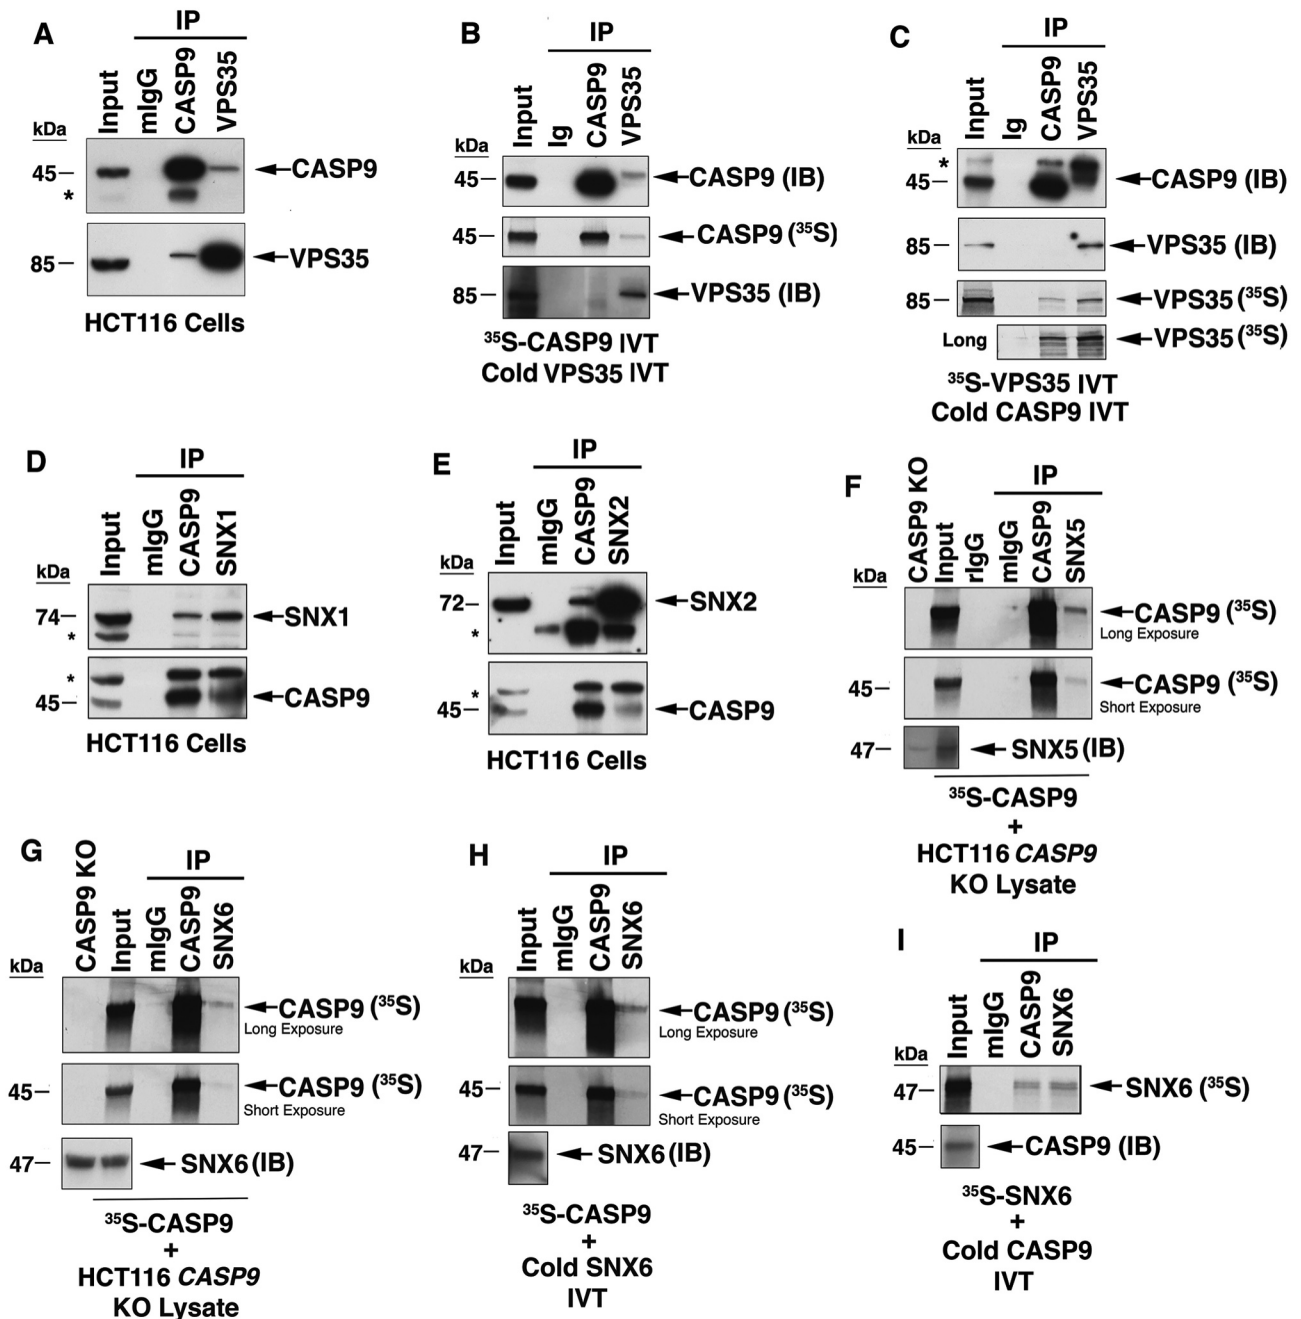 A
IP
Input
mIgG
CASP9
VPS35
kDa
45
CASP9
*
85
VPS35
HCT116 Cells
B
IP
Input
Ig
CASP9
VPS35
kDa
45
CASP9 (IB)
45
CASP9 (³⁵S)
85
VPS35 (IB)
³⁵S-CASP9 IVT
Cold VPS35 IVT
C
IP
Input
Ig
CASP9
VPS35
kDa
*
45
CASP9 (IB)
85
VPS35 (IB)
85
VPS35 (³⁵S)
Long
VPS35 (³⁵S)
³⁵S-VPS35 IVT
Cold CASP9 IVT
D
IP
Input
mIgG
CASP9
SNX1
kDa
74
SNX1
*
*
45
CASP9
HCT116 Cells
E
IP
Input
mIgG
CASP9
SNX2
kDa
72
SNX2
*
*
45
CASP9
HCT116 Cells
F
IP
CASP9 KO
Input
rIgG
mIgG
CASP9
SNX5
kDa
CASP9 (³⁵S)
Long Exposure
45
CASP9 (³⁵S)
Short Exposure
47
SNX5 (IB)
³⁵S-CASP9
+
HCT116 CASP9
KO Lysate
G
IP
CASP9 KO
Input
mIgG
CASP9
SNX6
kDa
CASP9 (³⁵S)
Long Exposure
45
CASP9 (³⁵S)
Short Exposure
47
SNX6 (IB)
³⁵S-CASP9
+
HCT116 CASP9
KO Lysate
H
IP
Input
mIgG
CASP9
SNX6
kDa
CASP9 (³⁵S)
Long Exposure
45
CASP9 (³⁵S)
Short Exposure
47
SNX6 (IB)
³⁵S-CASP9
+
Cold SNX6
IVT
I
IP
Input
mIgG
CASP9
SNX6
kDa
47
SNX6 (³⁵S)
45
CASP9 (IB)
³⁵S-SNX6
+
Cold CASP9
IVT